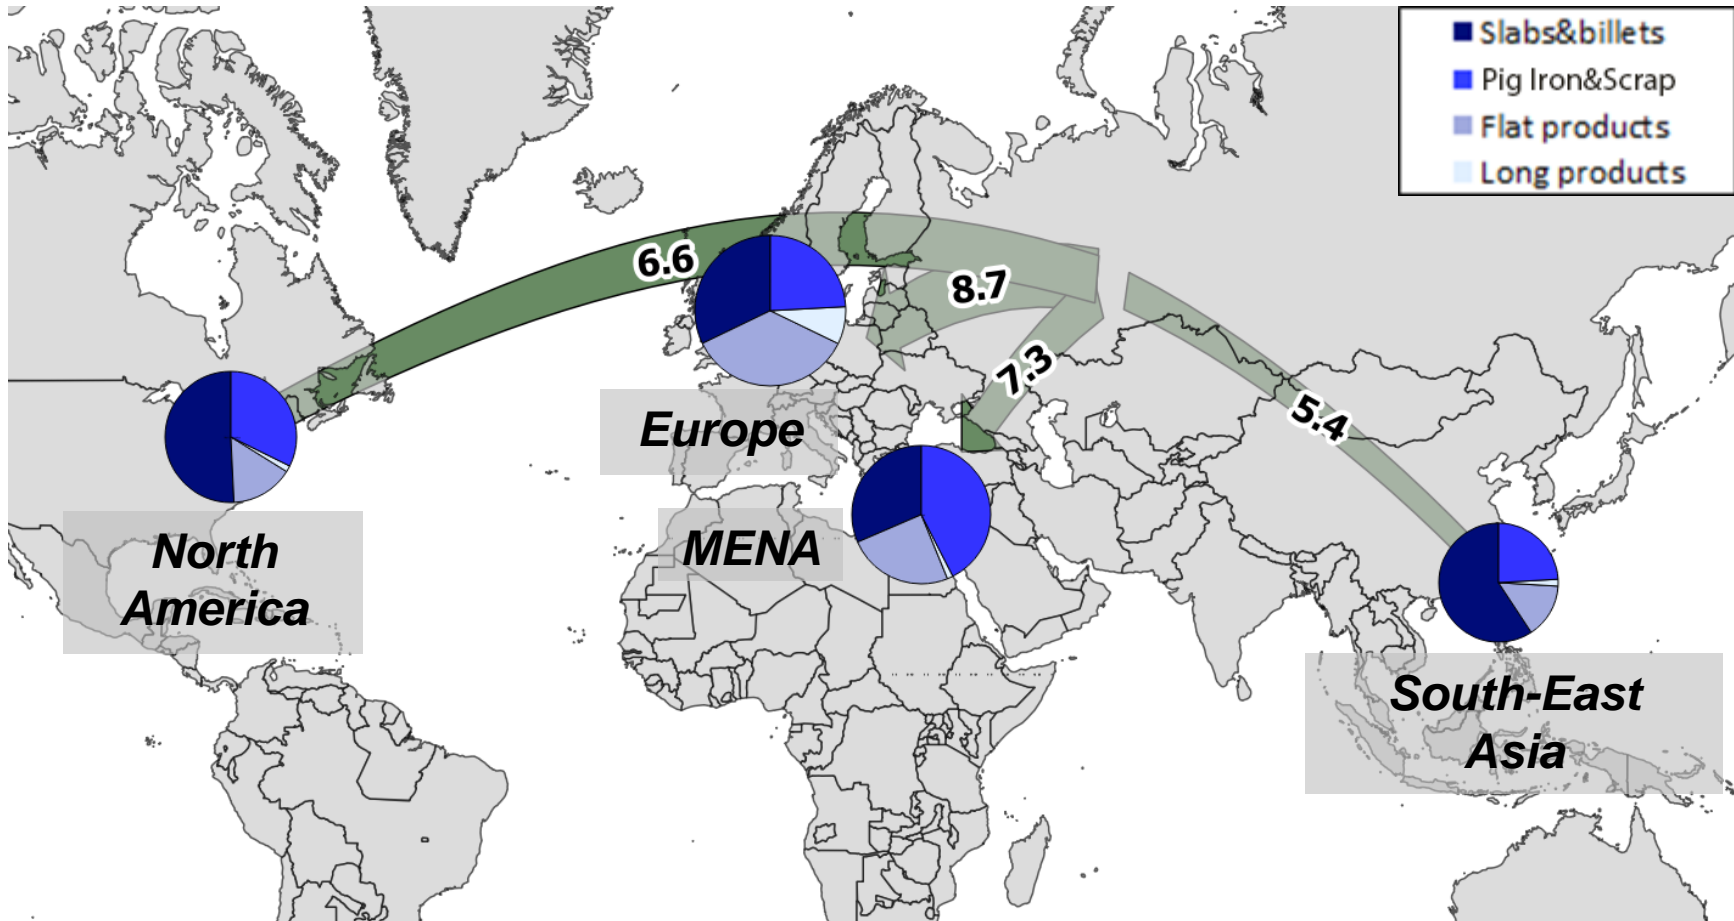 Slabs&billets
Pig Iron&Scrap
Flat products
Long products
6.6
8.7
7.3
5.4
Europe
MENA
North
America
South-East
Asia